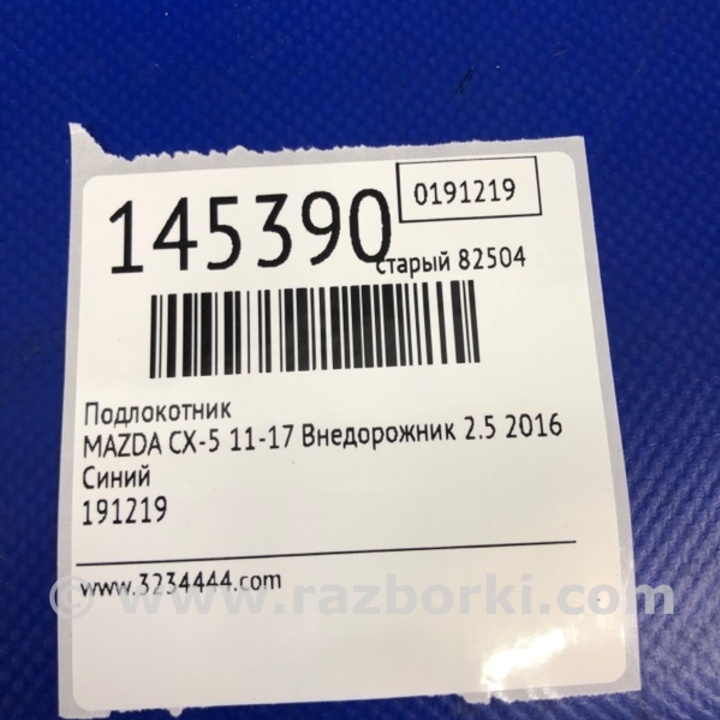 145390
0191219
старый 82504
Подлокотник
MAZDA CX-5 11-17 Внедорожник 2.5 2016
Синий
191219
www.3234444.com
© www.razborki.com